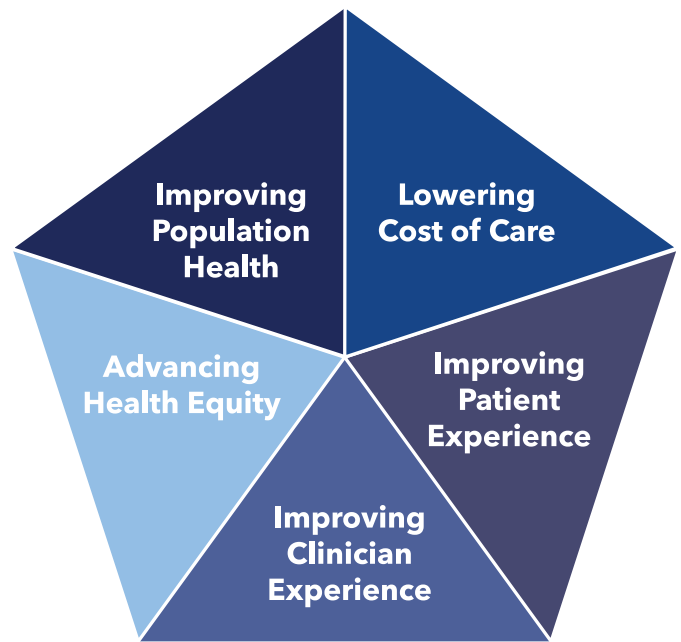 Improving
Population
Health
Lowering
Cost of Care
Advancing
Health Equity
Improving
Patient
Experience
Improving
Clinician
Experience